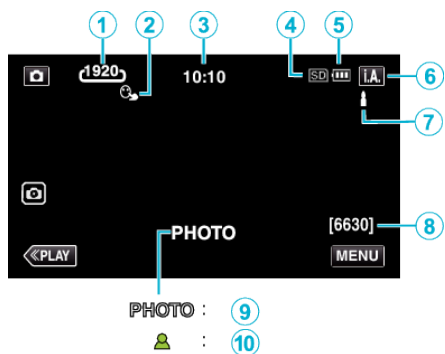 1 2 3 4 5
1920 10:10 SD i.A. 6
7
PHOTO [6630] 8
≪PLAY MENU
PHOTO : 9
: 10